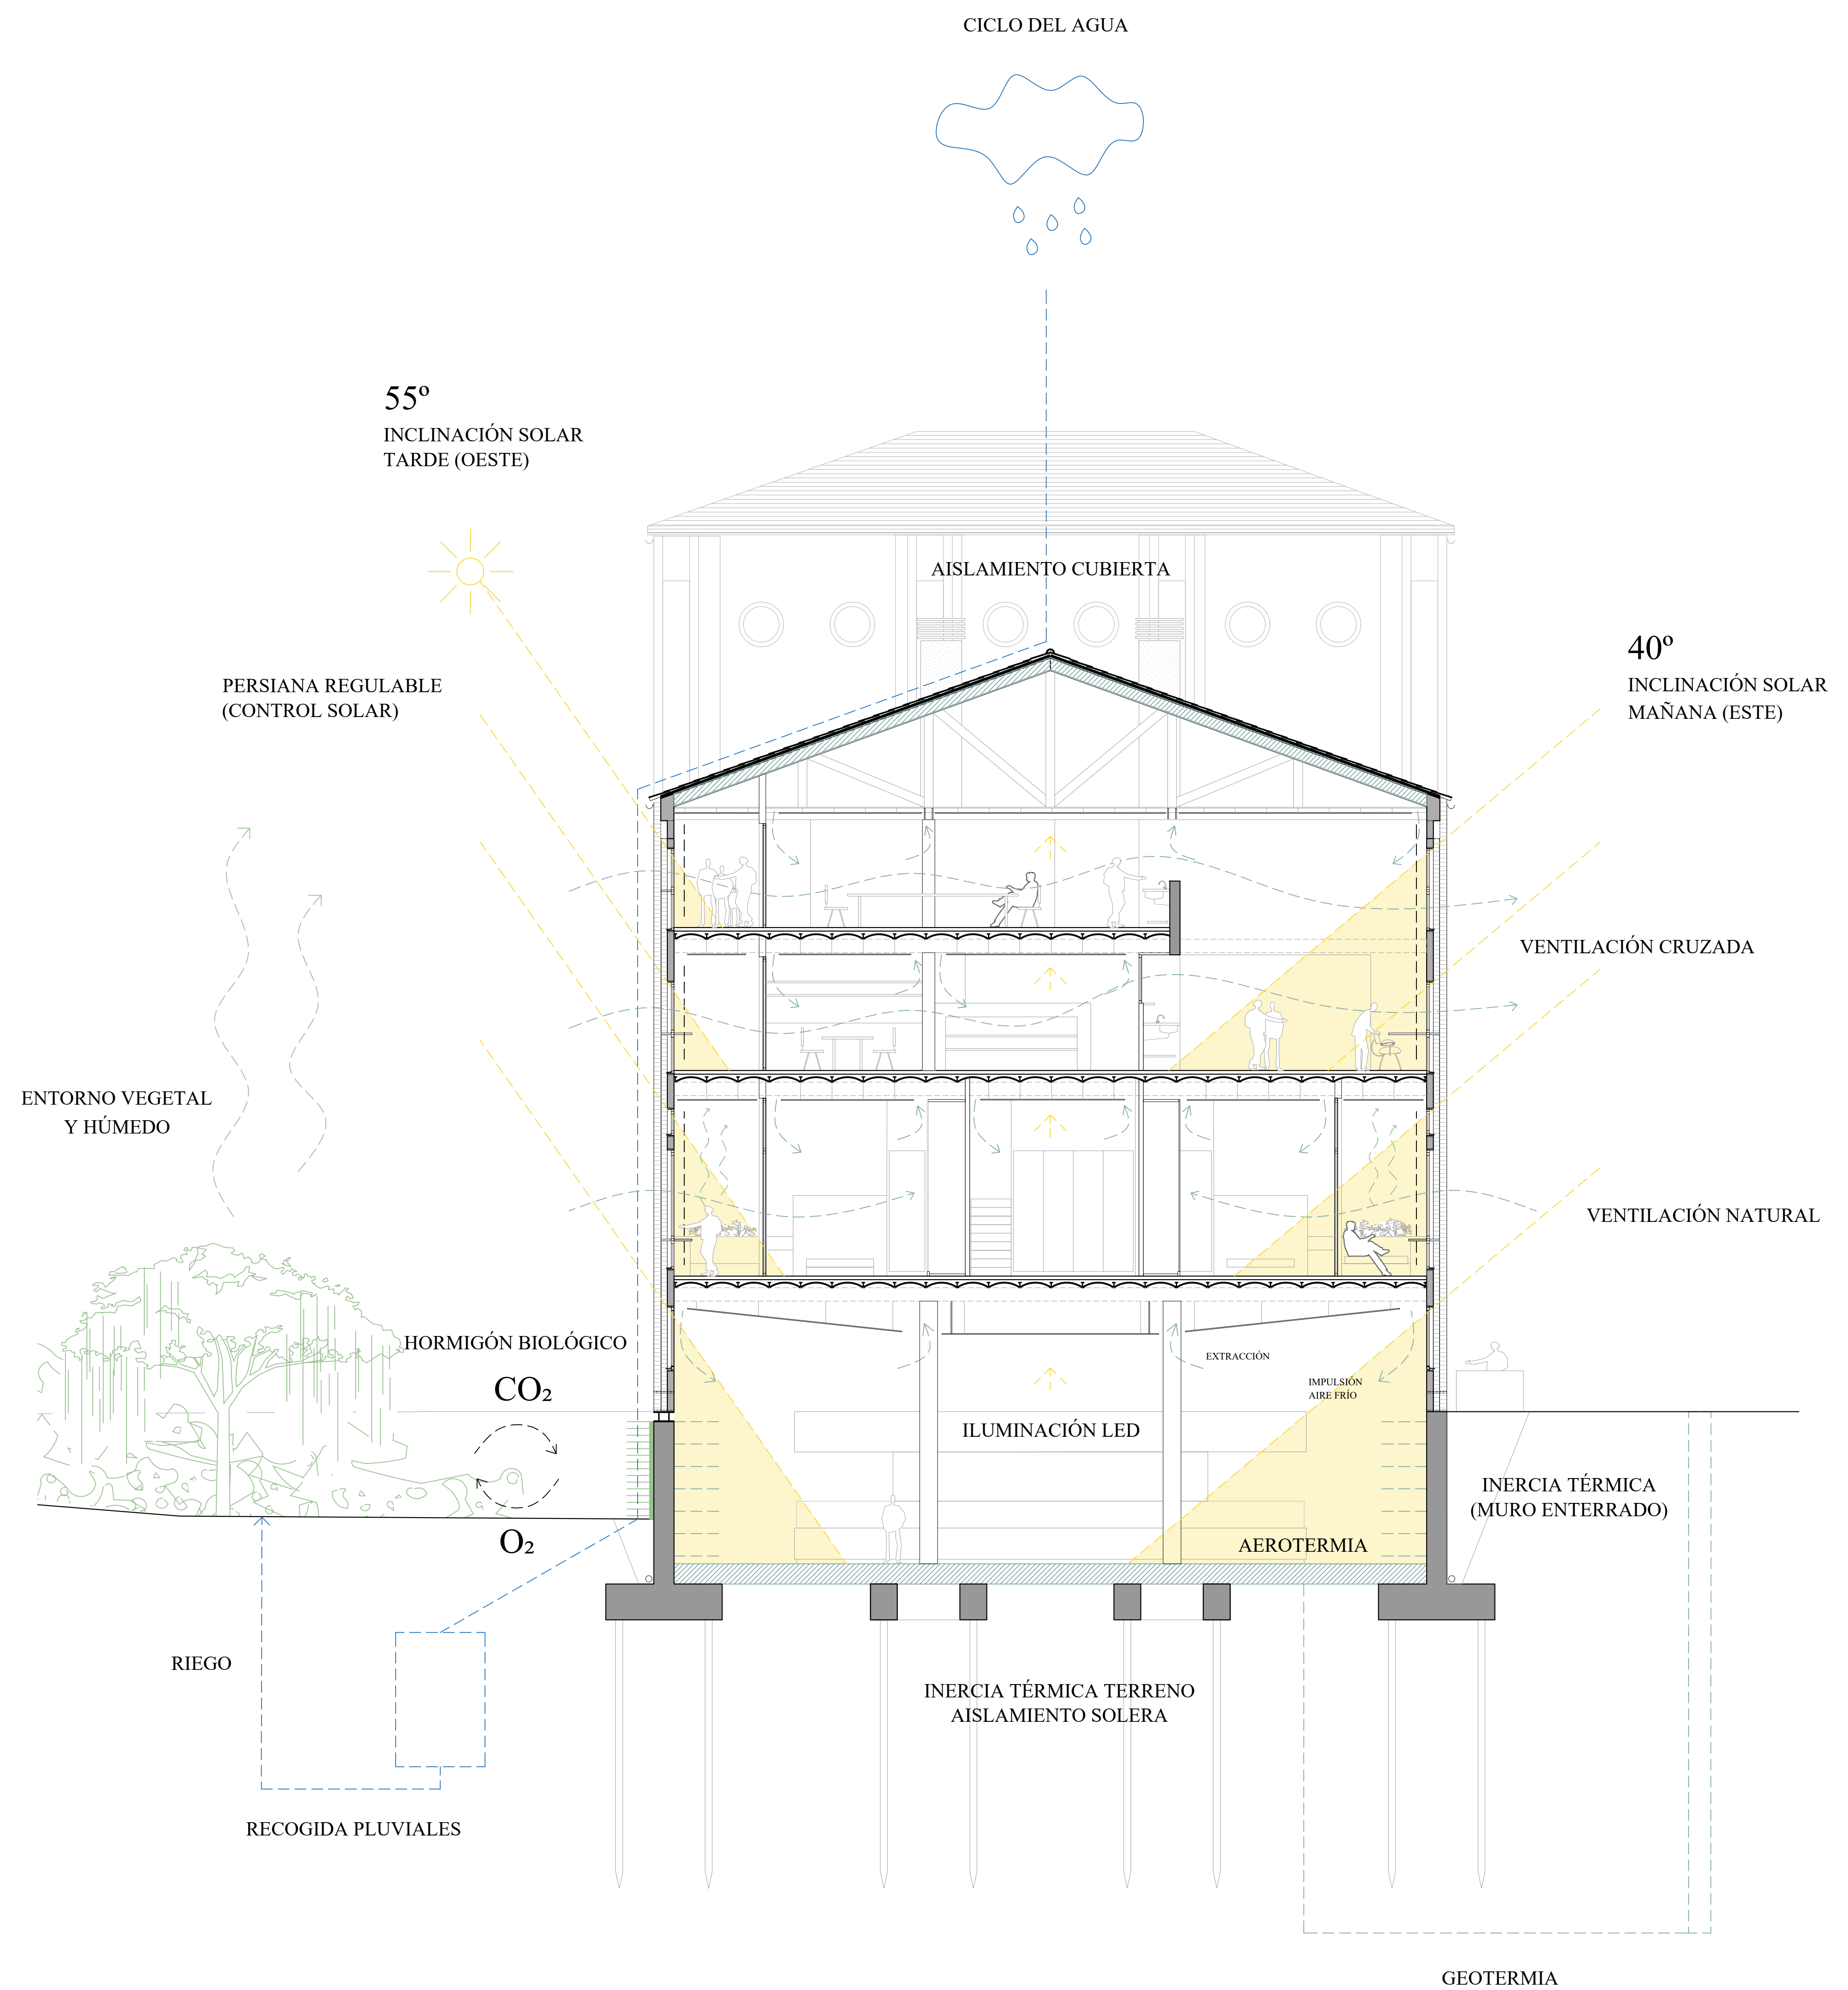 CICLO DEL AGUA
55º
INCLINACIÓN SOLAR
TARDE (OESTE)
AISLAMIENTO CUBIERTA
40º
INCLINACIÓN SOLAR
MAÑANA (ESTE)
PERSIANA REGULABLE
(CONTROL SOLAR)
VENTILACIÓN CRUZADA
ENTORNO VEGETAL
Y HÚMEDO
VENTILACIÓN NATURAL
HORMIGÓN BIOLÓGICO
CO₂
EXTRACCIÓN
IMPULSIÓN
AIRE FRÍO
ILUMINACIÓN LED
INERCIA TÉRMICA
(MURO ENTERRADO)
O₂
AEROTERMIA
RIEGO
INERCIA TÉRMICA TERRENO
AISLAMIENTO SOLERA
RECOGIDA PLUVIALES
GEOTERMIA